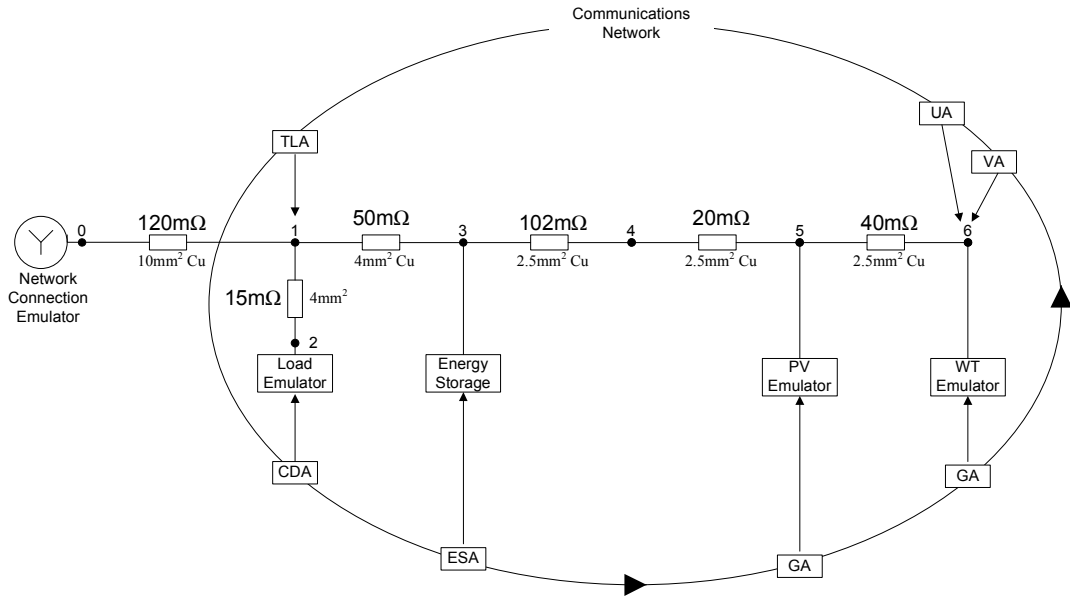 Communications
Network
UA
TLA
VA
120mΩ
50mΩ
102mΩ
20mΩ
40mΩ
0
1
3
4
5
6
10mm² Cu
4mm² Cu
2.5mm² Cu
2.5mm² Cu
2.5mm² Cu
Network
Connection
Emulator
15mΩ
4mm²
2
Load
Emulator
Energy
Storage
PV
Emulator
WT
Emulator
CDA
GA
ESA
GA